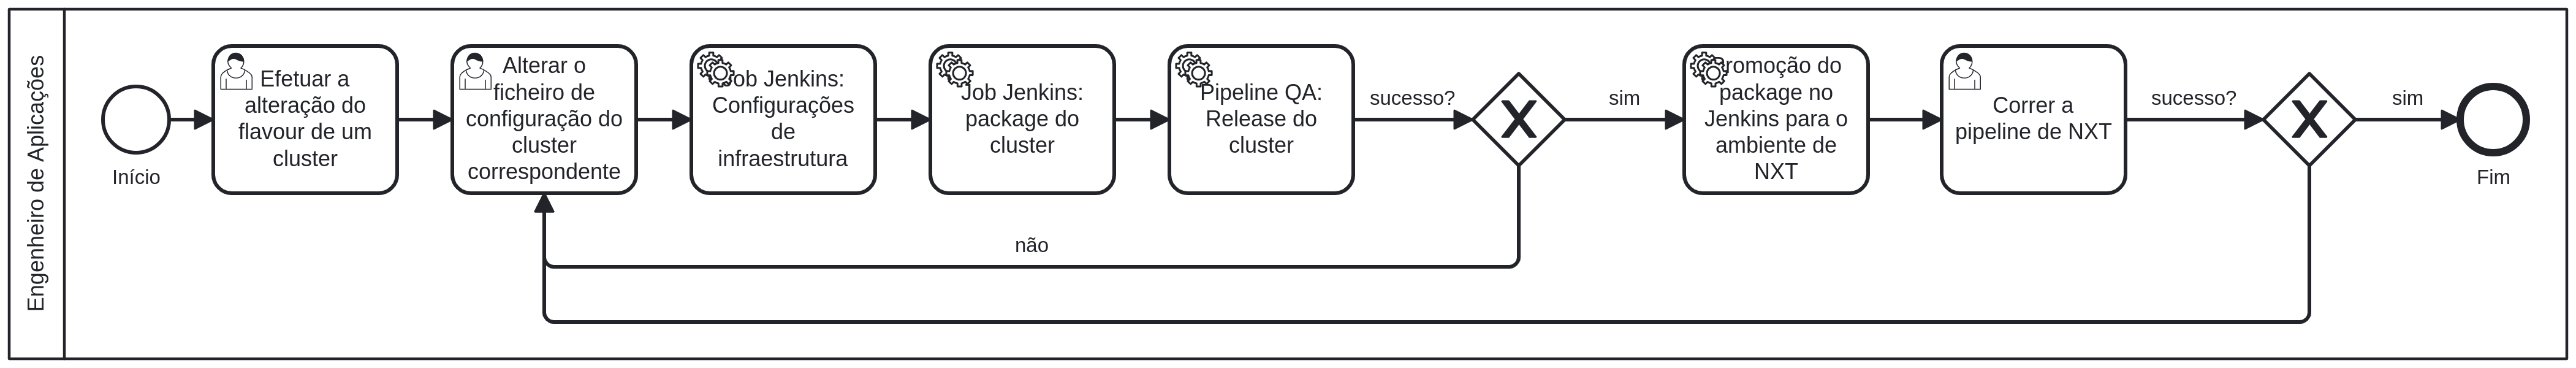 Engenheiro de Aplicações
Início
Efetuar a
alteração do
flavour de um
cluster
Alterar o
ficheiro de
configuração do
cluster
correspondente
Job Jenkins:
Configurações
de
infraestrutura
Job Jenkins:
package do
cluster
Pipeline QA:
Release do
cluster
sucesso?
X
sim
não
Promoção do
package no
Jenkins para o
ambiente de
NXT
Correr a
pipeline de NXT
sucesso?
X
sim
Fim